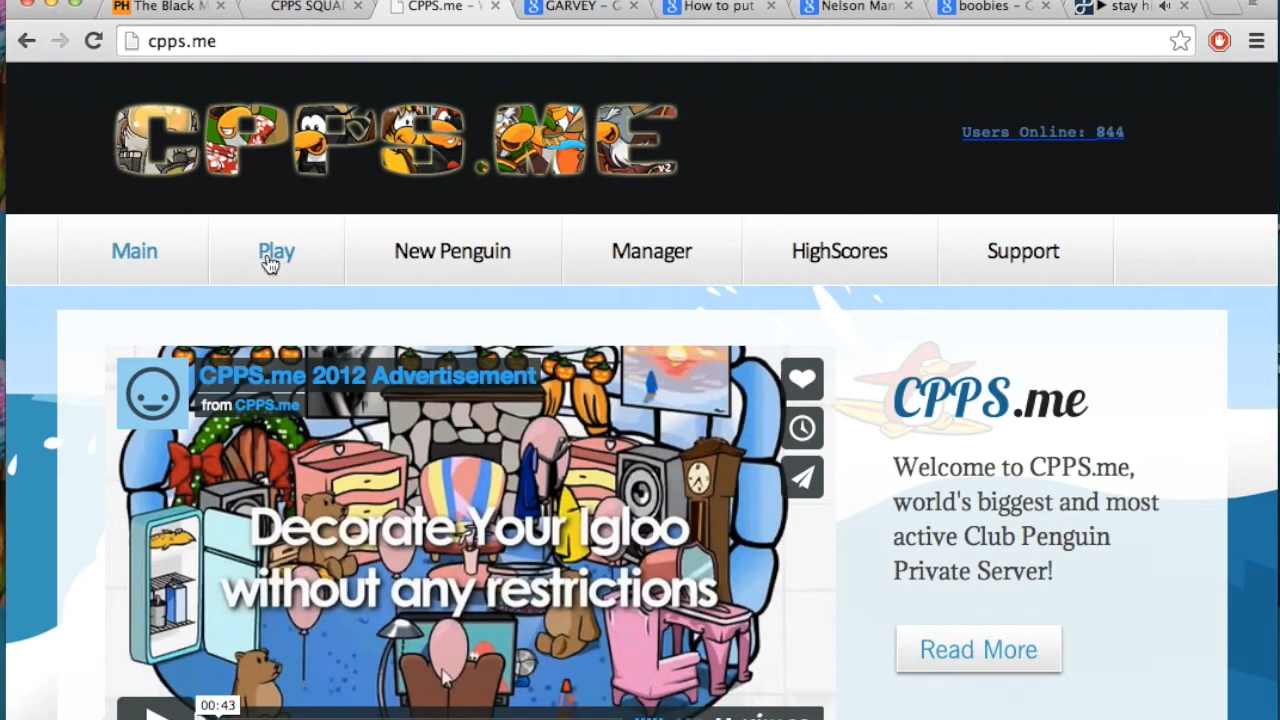 The Black M
CPPS SQUAD
CPPS.me -
GARVEY - C
How to put
Nelson Man
boobies - C
stay hi
cpps.me
CPPS.ME
v2
Users Online: 844
Main
Play
New Penguin
Manager
HighScores
Support
CPPS.me 2012 Advertisement
from CPPS.me
Decorate Your Igloo
without any restrictions
00:43
CPPS.me
Welcome to CPPS.me,
world's biggest and most
active Club Penguin
Private Server!
Read More